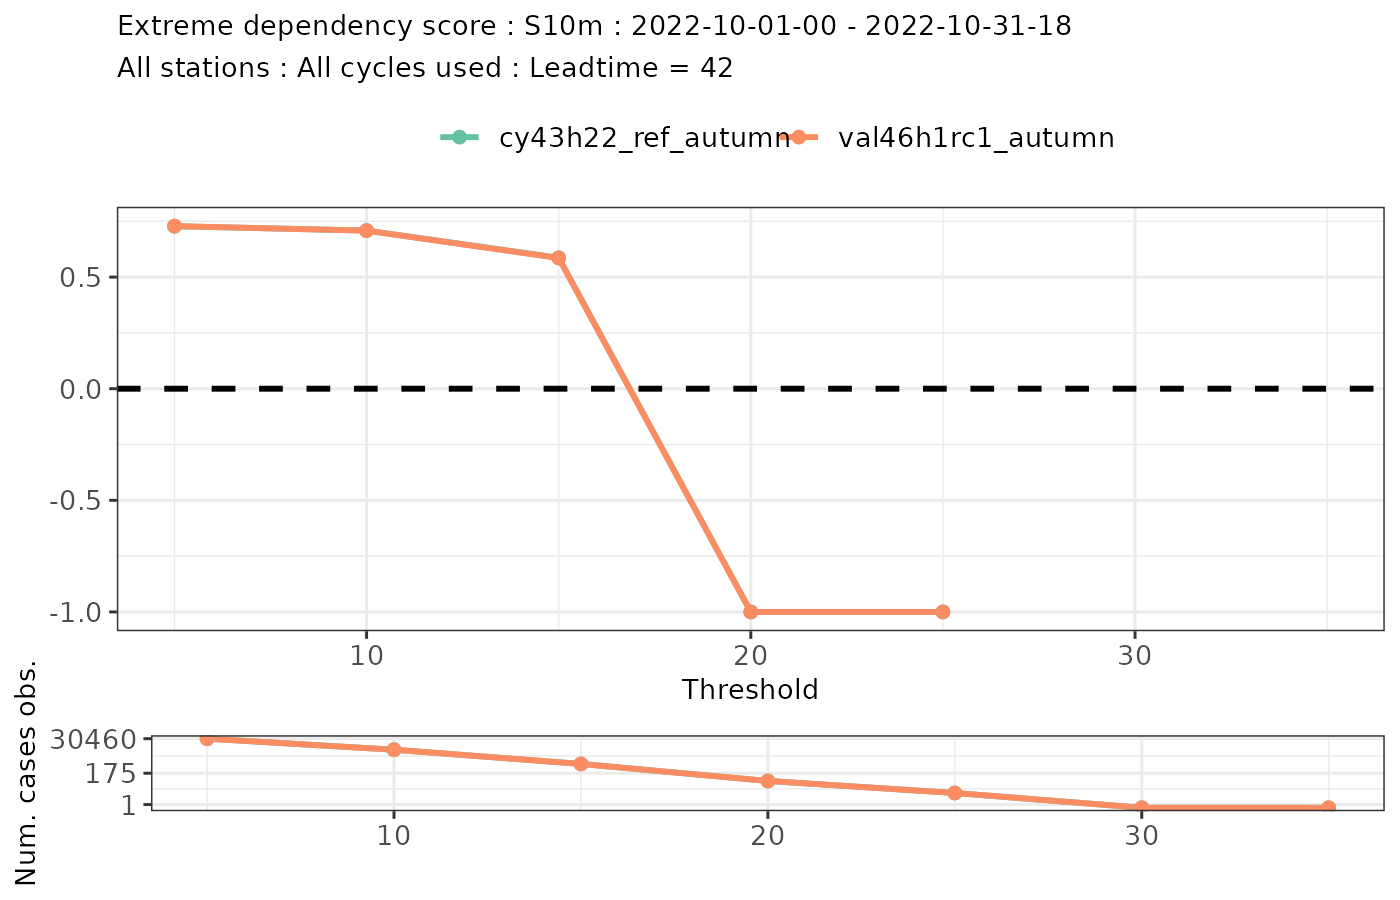 Extreme dependency score : S10m : 2022-10-01-00 - 2022-10-31-18
All stations : All cycles used : Leadtime = 42
cy43h22_ref_autumn val46h1rc1_autumn
0.5
0.0
-0.5
-1.0
10 20 30
Threshold
Num. cases obs.
30460
175
1
10 20 30